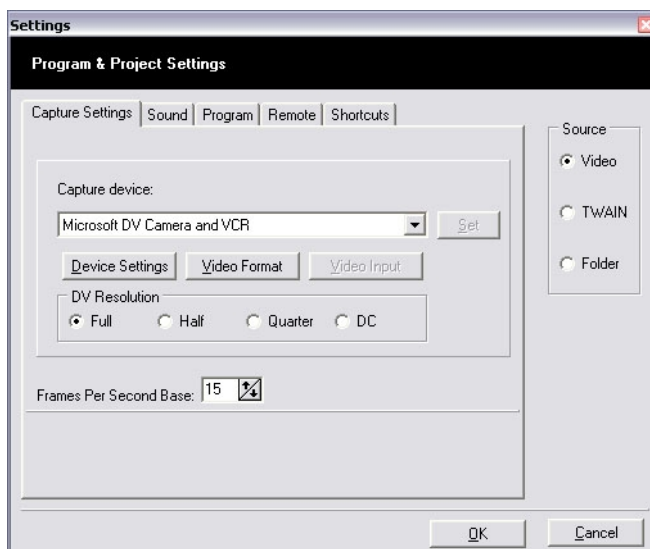 Settings
Program & Project Settings
Capture Settings Sound Program Remote Shortcuts
Source
Video
TWAIN
Folder
Capture device:
Microsoft DV Camera and VCR
Set
Device Settings Video Format Video Input
DV Resolution
Full Half Quarter DC
Frames Per Second Base: 15
OK Cancel